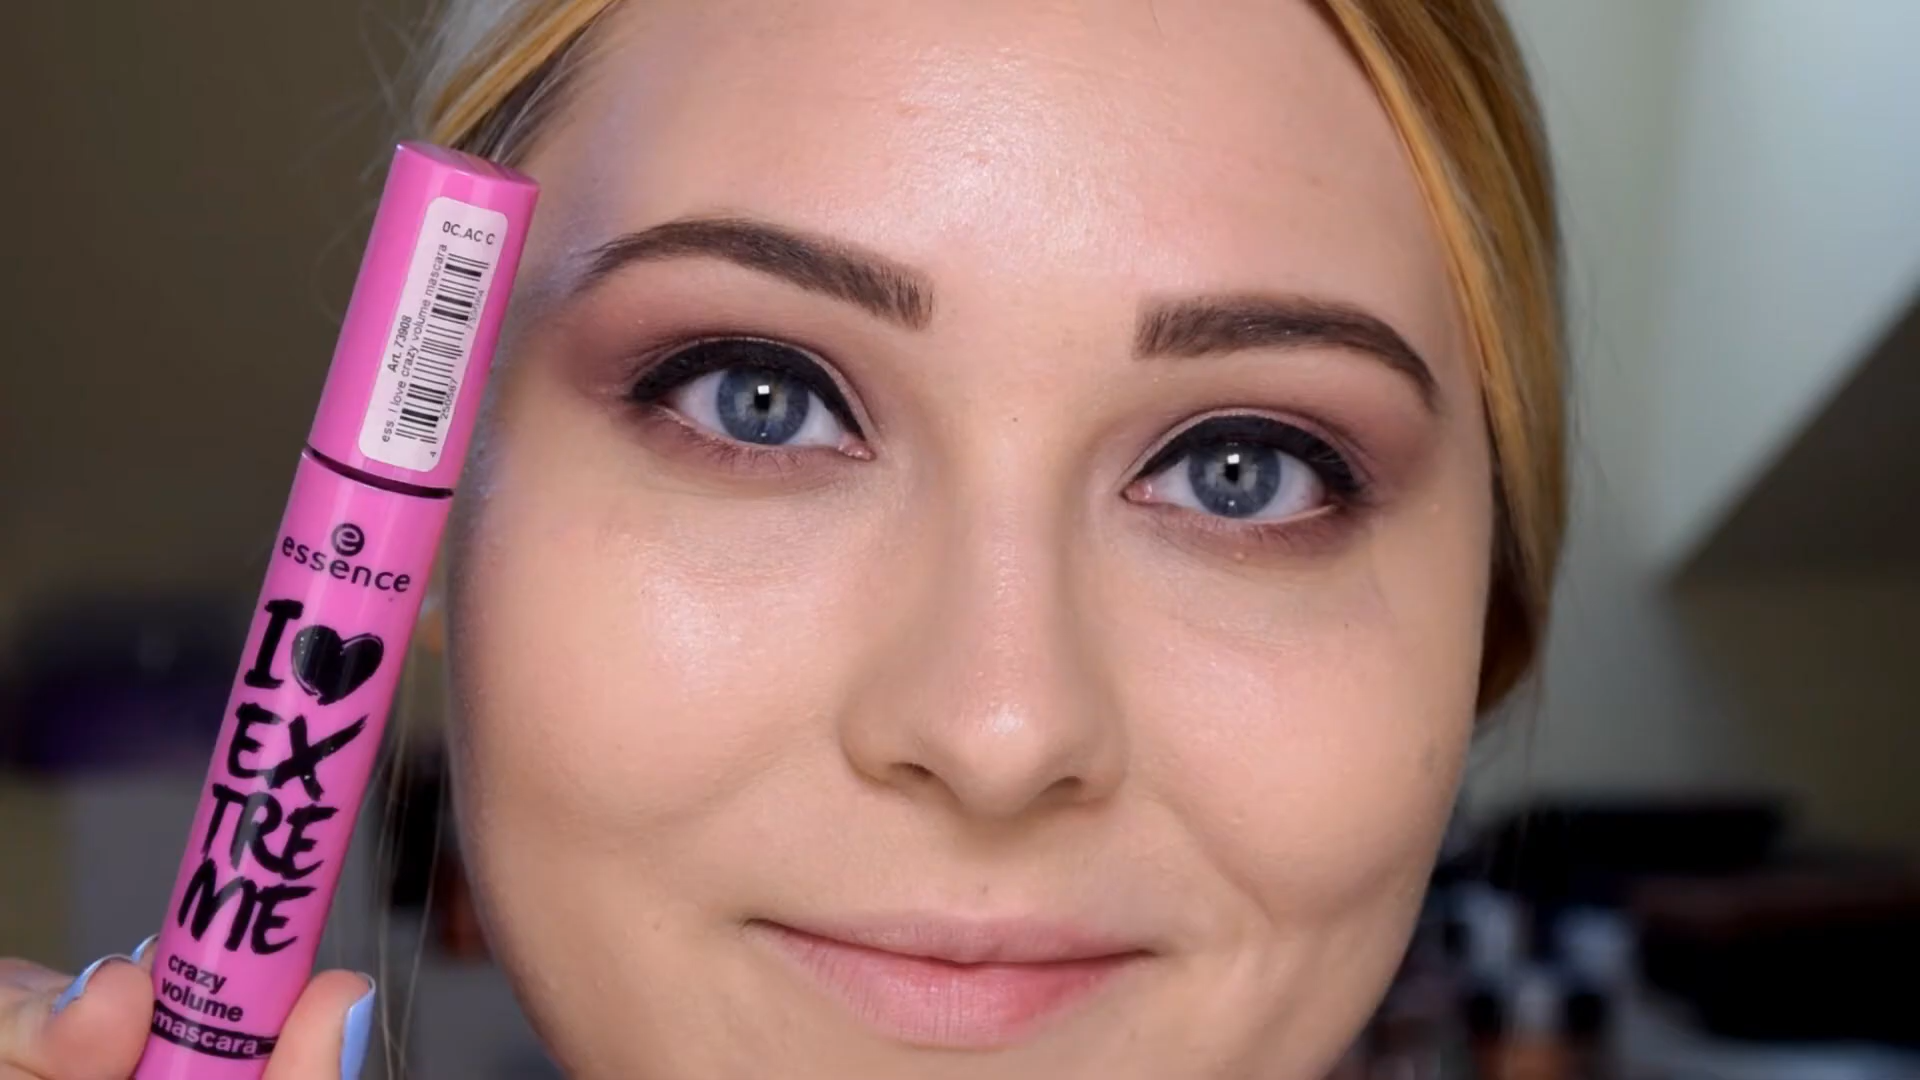 0C.AC C
Art. 73908
ess. I love crazy volume mascara
essence
I
EX
TRE
ME
crazy
volume
mascara